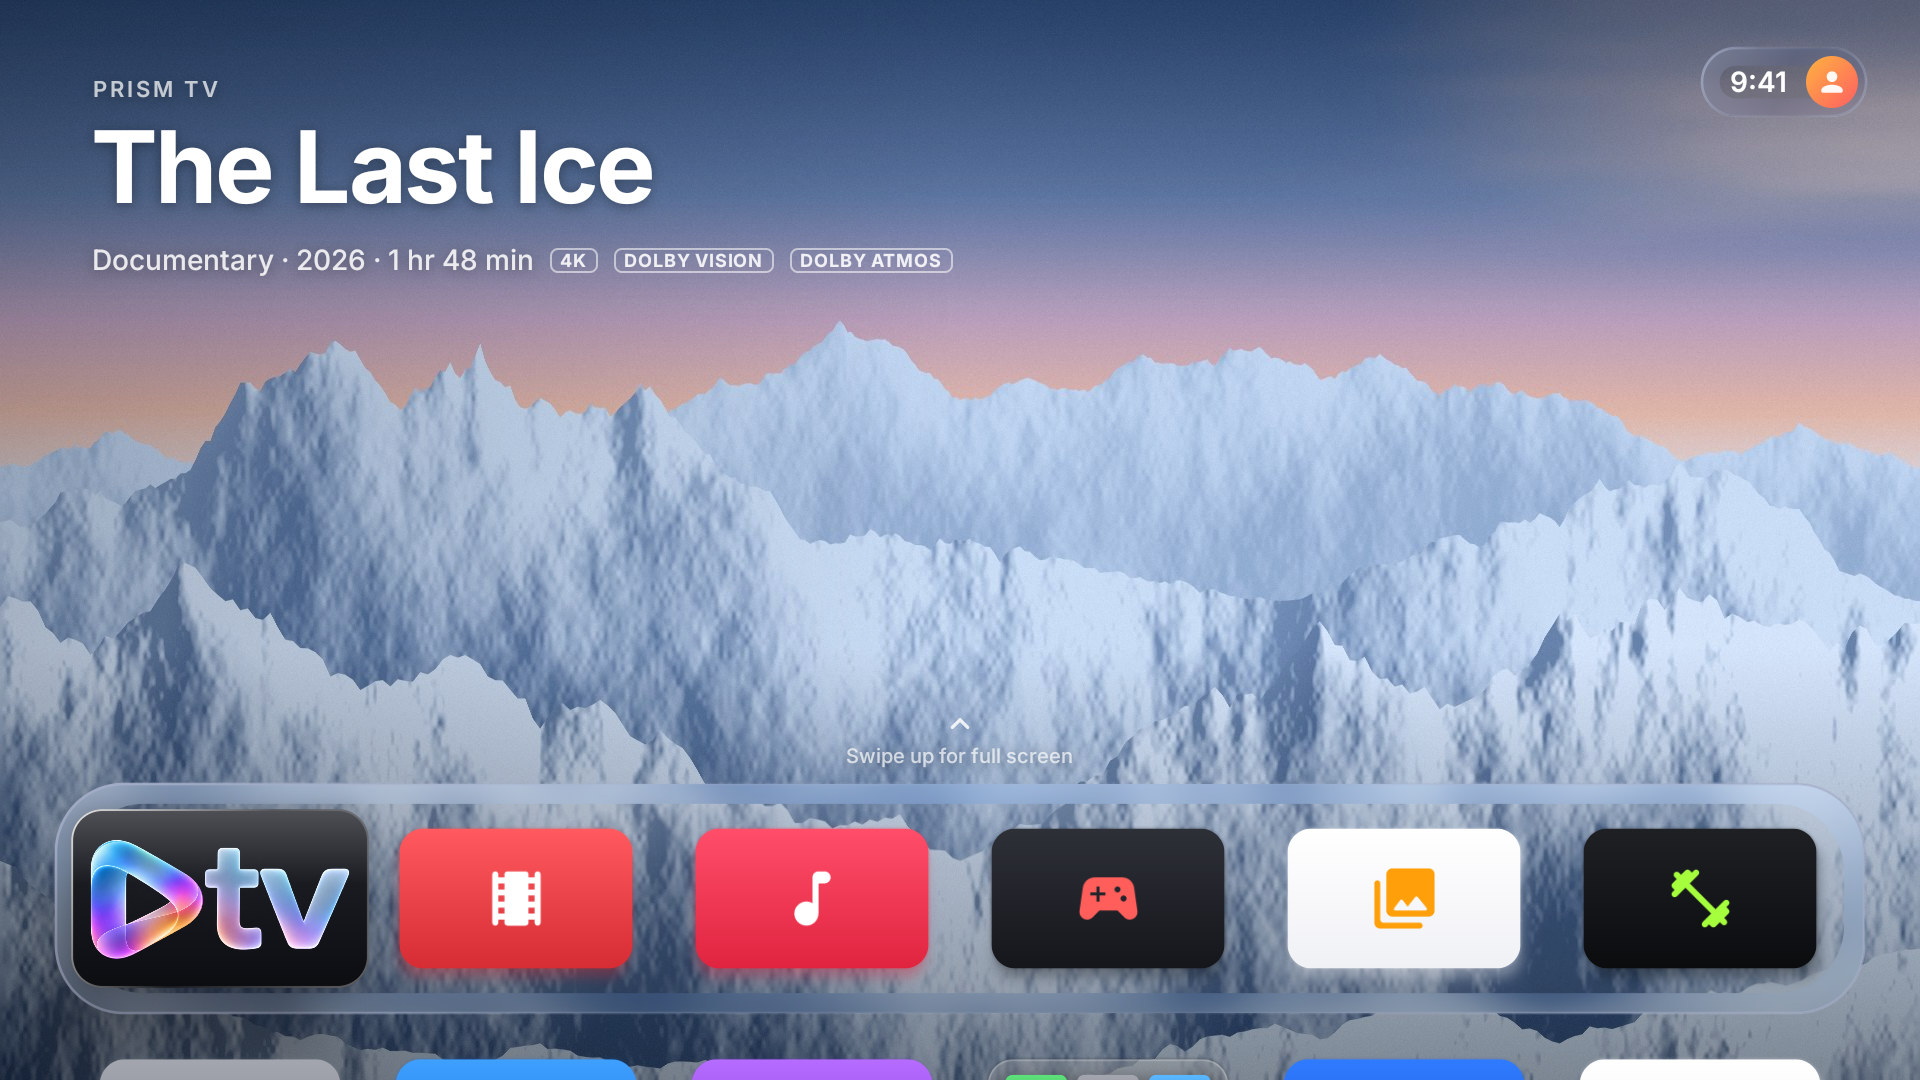 PRISM TV
9:41
The Last Ice
Documentary · 2026 · 1 hr 48 min 4K DOLBY VISION DOLBY ATMOS
Swipe up for full screen
tv